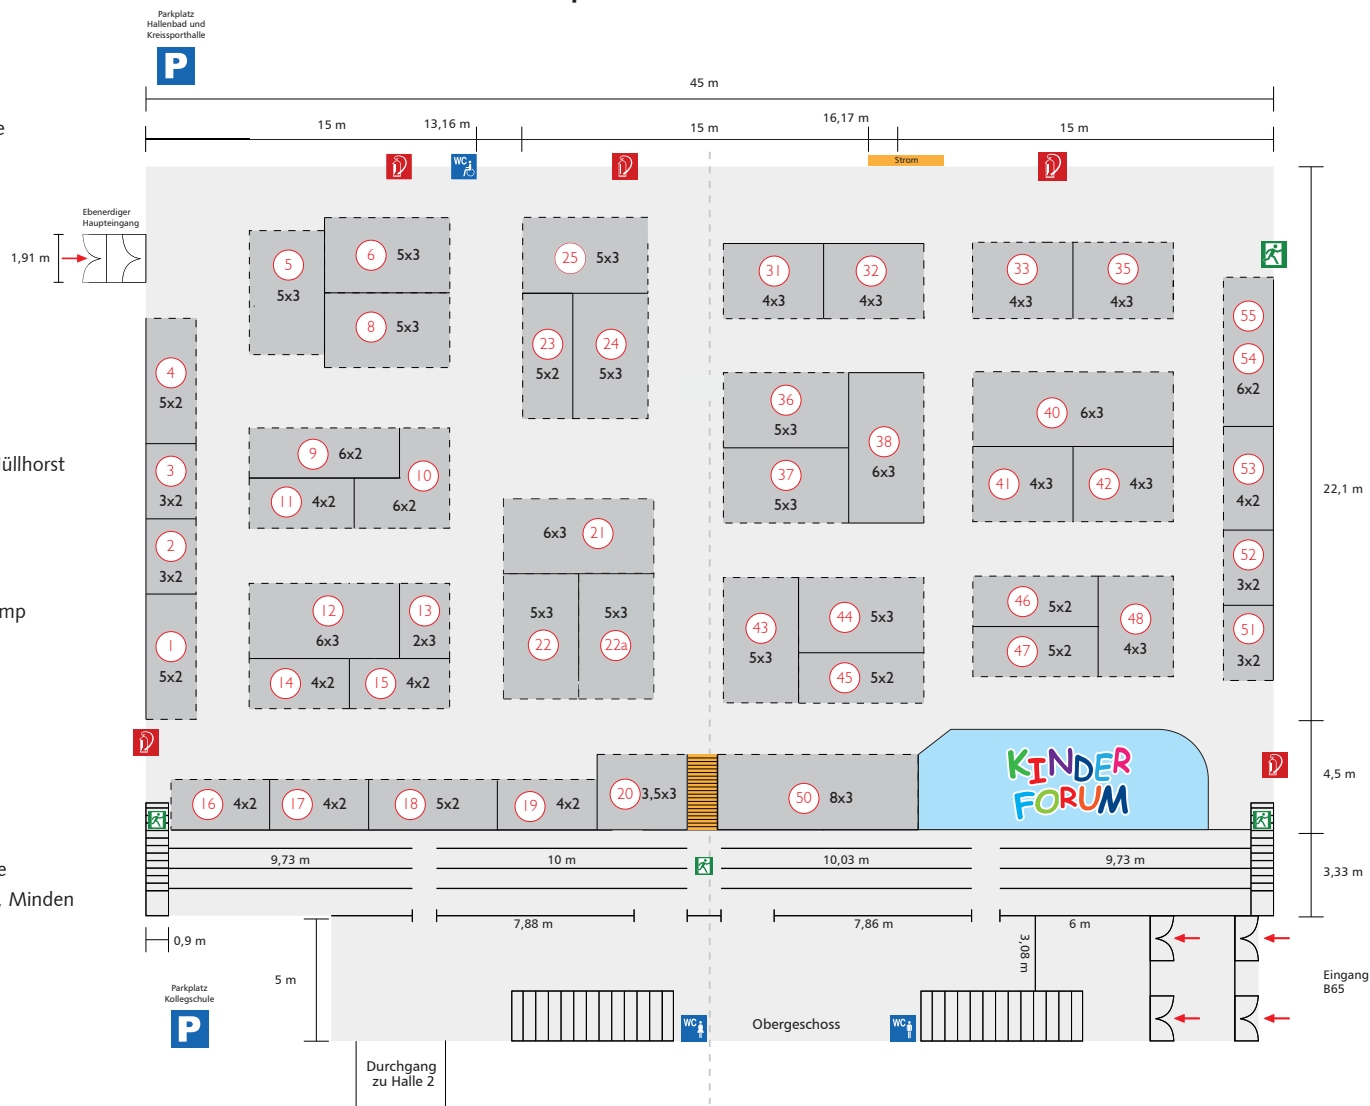 Parkplatz
Hallenbad und
Kreissporthalle
P
45 m
e
15 m
13,16 m
15 m
16,17 m
15 m
WC
Strom
Ebenerdiger
Haupteingang
1,91 m
5
5x3
6 5x3
8 5x3
25 5x3
23
5x2
24
5x3
31
4x3
32
4x3
33
4x3
35
4x3
55
54
6x2
4
5x2
3
3x2
2
3x2
1
5x2
9 6x2
10
6x2
11 4x2
36
5x3
37
5x3
38
6x3
40 6x3
41 4x3
42 4x3
53
4x2
52
3x2
51
3x2
üllhorst
22,1 m
6x3 21
5x3
22
5x3
22a
12
6x3
13
2x3
14 4x2
15 4x2
43
5x3
44 5x3
45 5x2
46 5x2
47 5x2
48
4x3
mp
16 4x2
17 4x2
18 5x2
19 4x2
20 3,5x3
50 8x3
KINDER
FORUM
4,5 m
9,73 m
10 m
10,03 m
9,73 m
3,33 m
e
, Minden
7,88 m
7,86 m
6 m
0,9 m
3,08 m
5 m
Parkplatz
Kollegschule
P
WC
Obergeschoss
WC
Eingang
B65
Durchgang
zu Halle 2